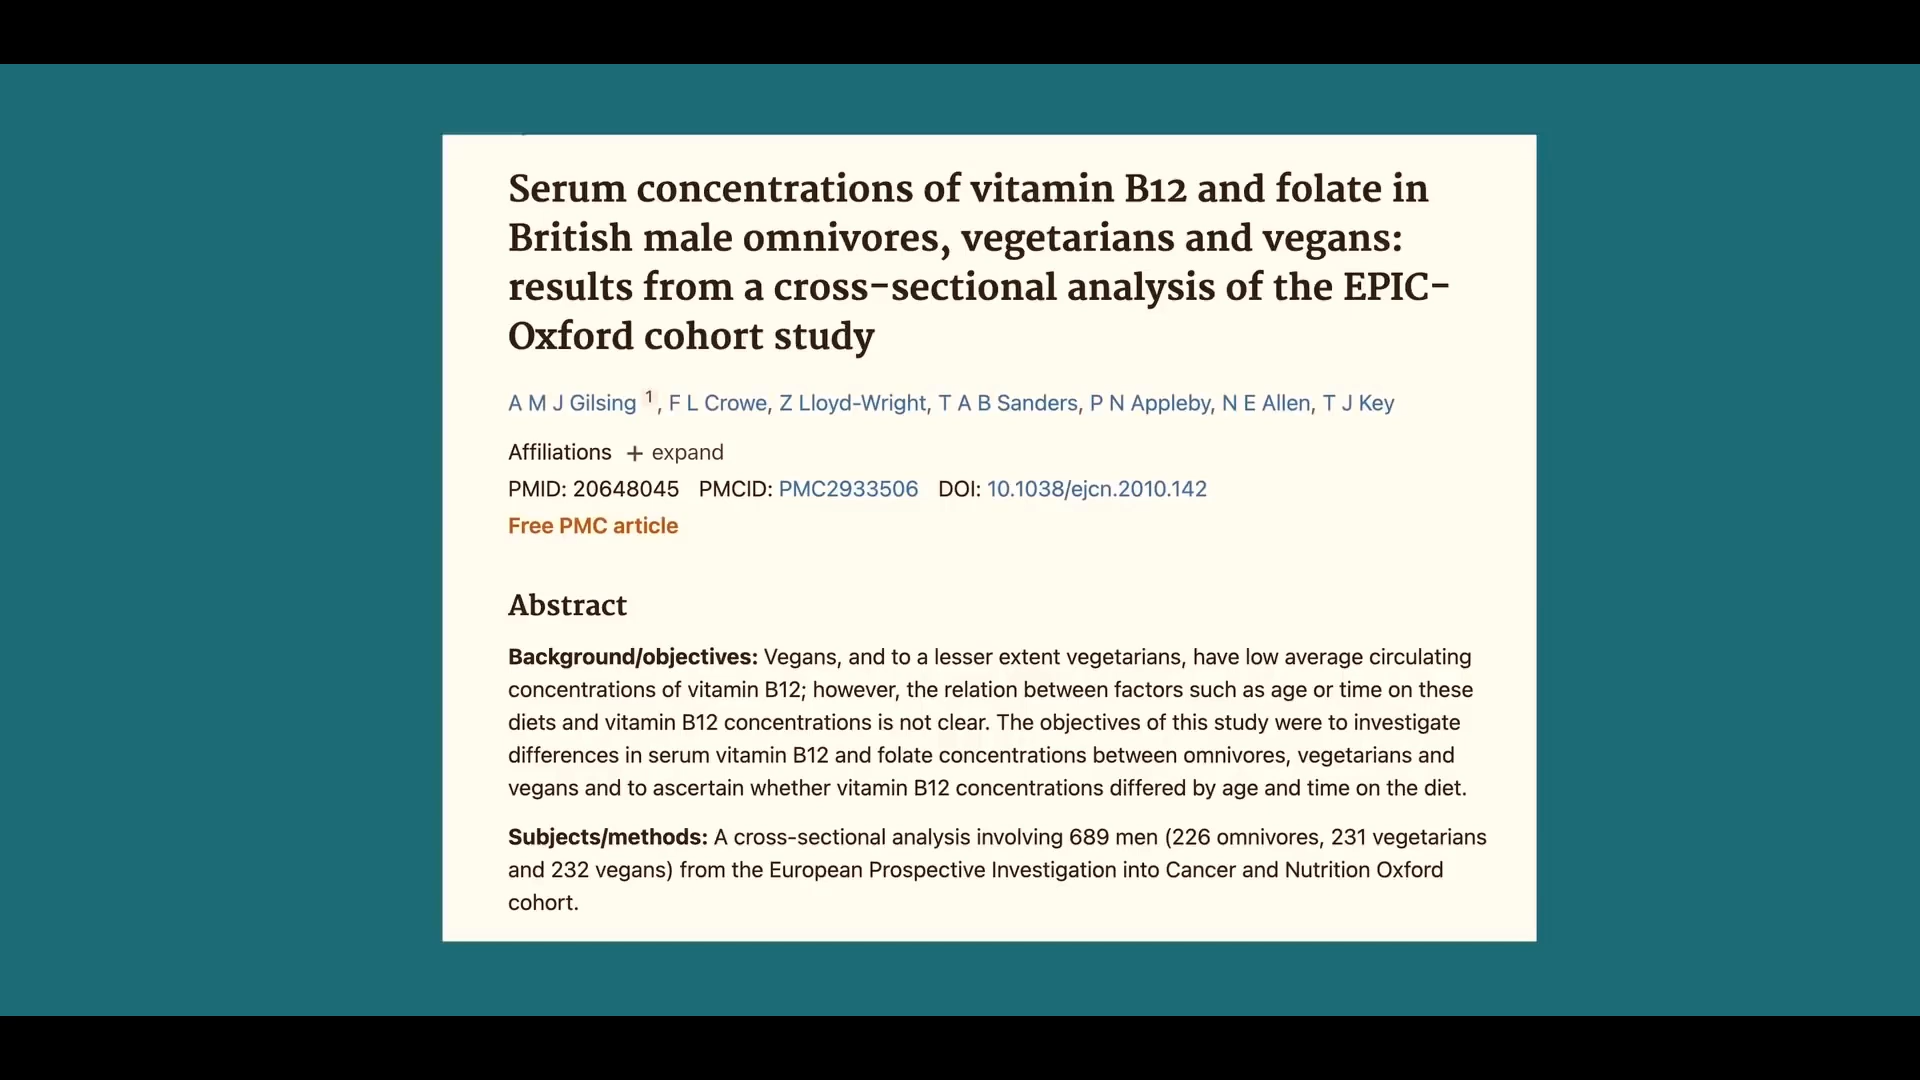 Serum concentrations of vitamin B12 and folate in
British male omnivores, vegetarians and vegans:
results from a cross-sectional analysis of the EPIC-
Oxford cohort study
A M J Gilsing 1, F L Crowe, Z Lloyd-Wright, T A B Sanders, P N Appleby, N E Allen, T J Key
Affiliations + expand
PMID: 20648045 PMCID: PMC2933506 DOI: 10.1038/ejcn.2010.142
Free PMC article
Abstract
Background/objectives: Vegans, and to a lesser extent vegetarians, have low average circulating
concentrations of vitamin B12; however, the relation between factors such as age or time on these
diets and vitamin B12 concentrations is not clear. The objectives of this study were to investigate
differences in serum vitamin B12 and folate concentrations between omnivores, vegetarians and
vegans and to ascertain whether vitamin B12 concentrations differed by age and time on the diet.
Subjects/methods: A cross-sectional analysis involving 689 men (226 omnivores, 231 vegetarians
and 232 vegans) from the European Prospective Investigation into Cancer and Nutrition Oxford
cohort.